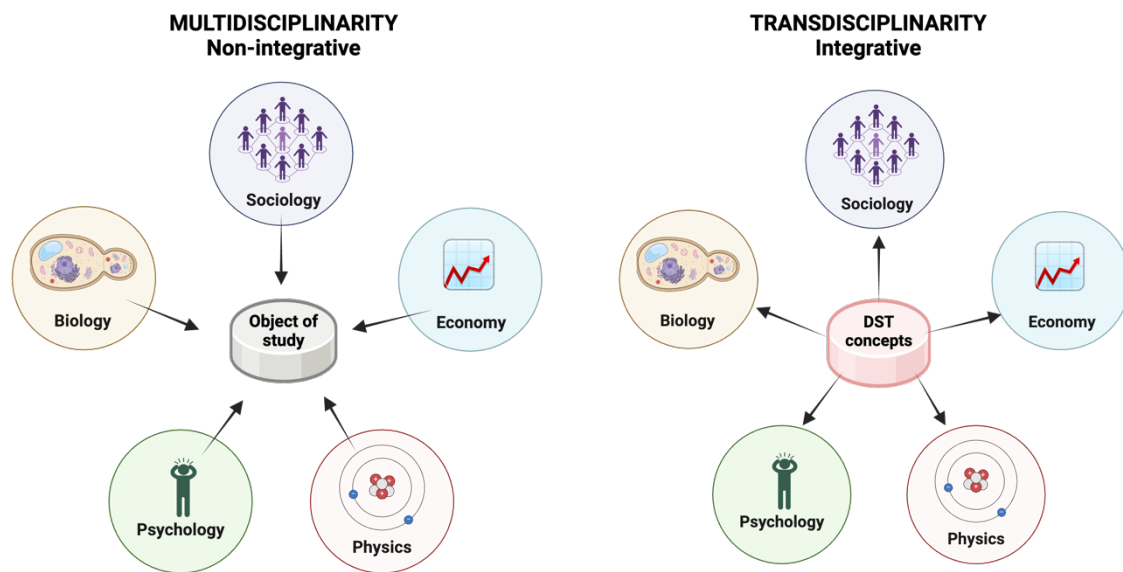 MULTIDISCIPLINARITY
Non-integrative
Sociology
Biology
Economy
Object of
study
Psychology
Physics
TRANSDISCIPLINARITY
Integrative
Sociology
Biology
Economy
DST
concepts
Psychology
Physics